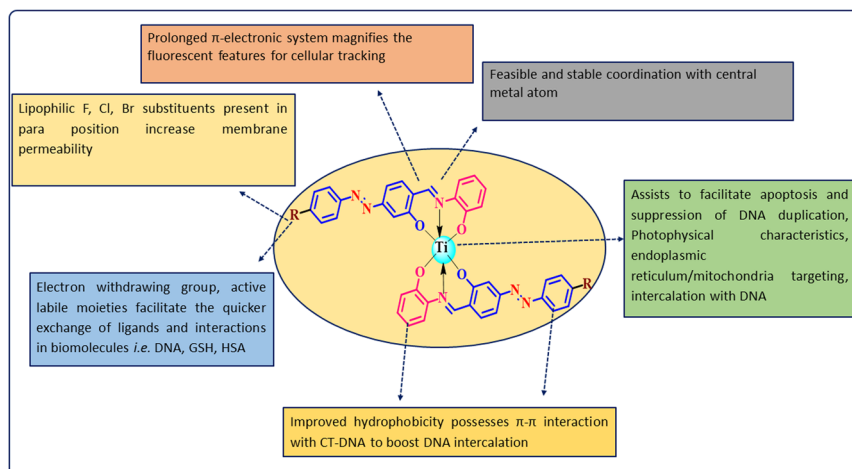 Prolonged π-electronic system magnifies the
fluorescent features for cellular tracking
Feasible and stable coordination with central
metal atom
Lipophilic F, Cl, Br substituents present in
para position increase membrane
permeability
Assists to facilitate apoptosis and
suppression of DNA duplication,
Photophysical characteristics,
endoplasmic
reticulum/mitochondria targeting,
intercalation with DNA
Electron withdrawing group, active
labile moieties facilitate the quicker
exchange of ligands and interactions
in biomolecules i.e. DNA, GSH, HSA
Improved hydrophobicity possesses π-π interaction
with CT-DNA to boost DNA intercalation
R
N
N
N
O
O
Ti
O
O
N
N
N
R